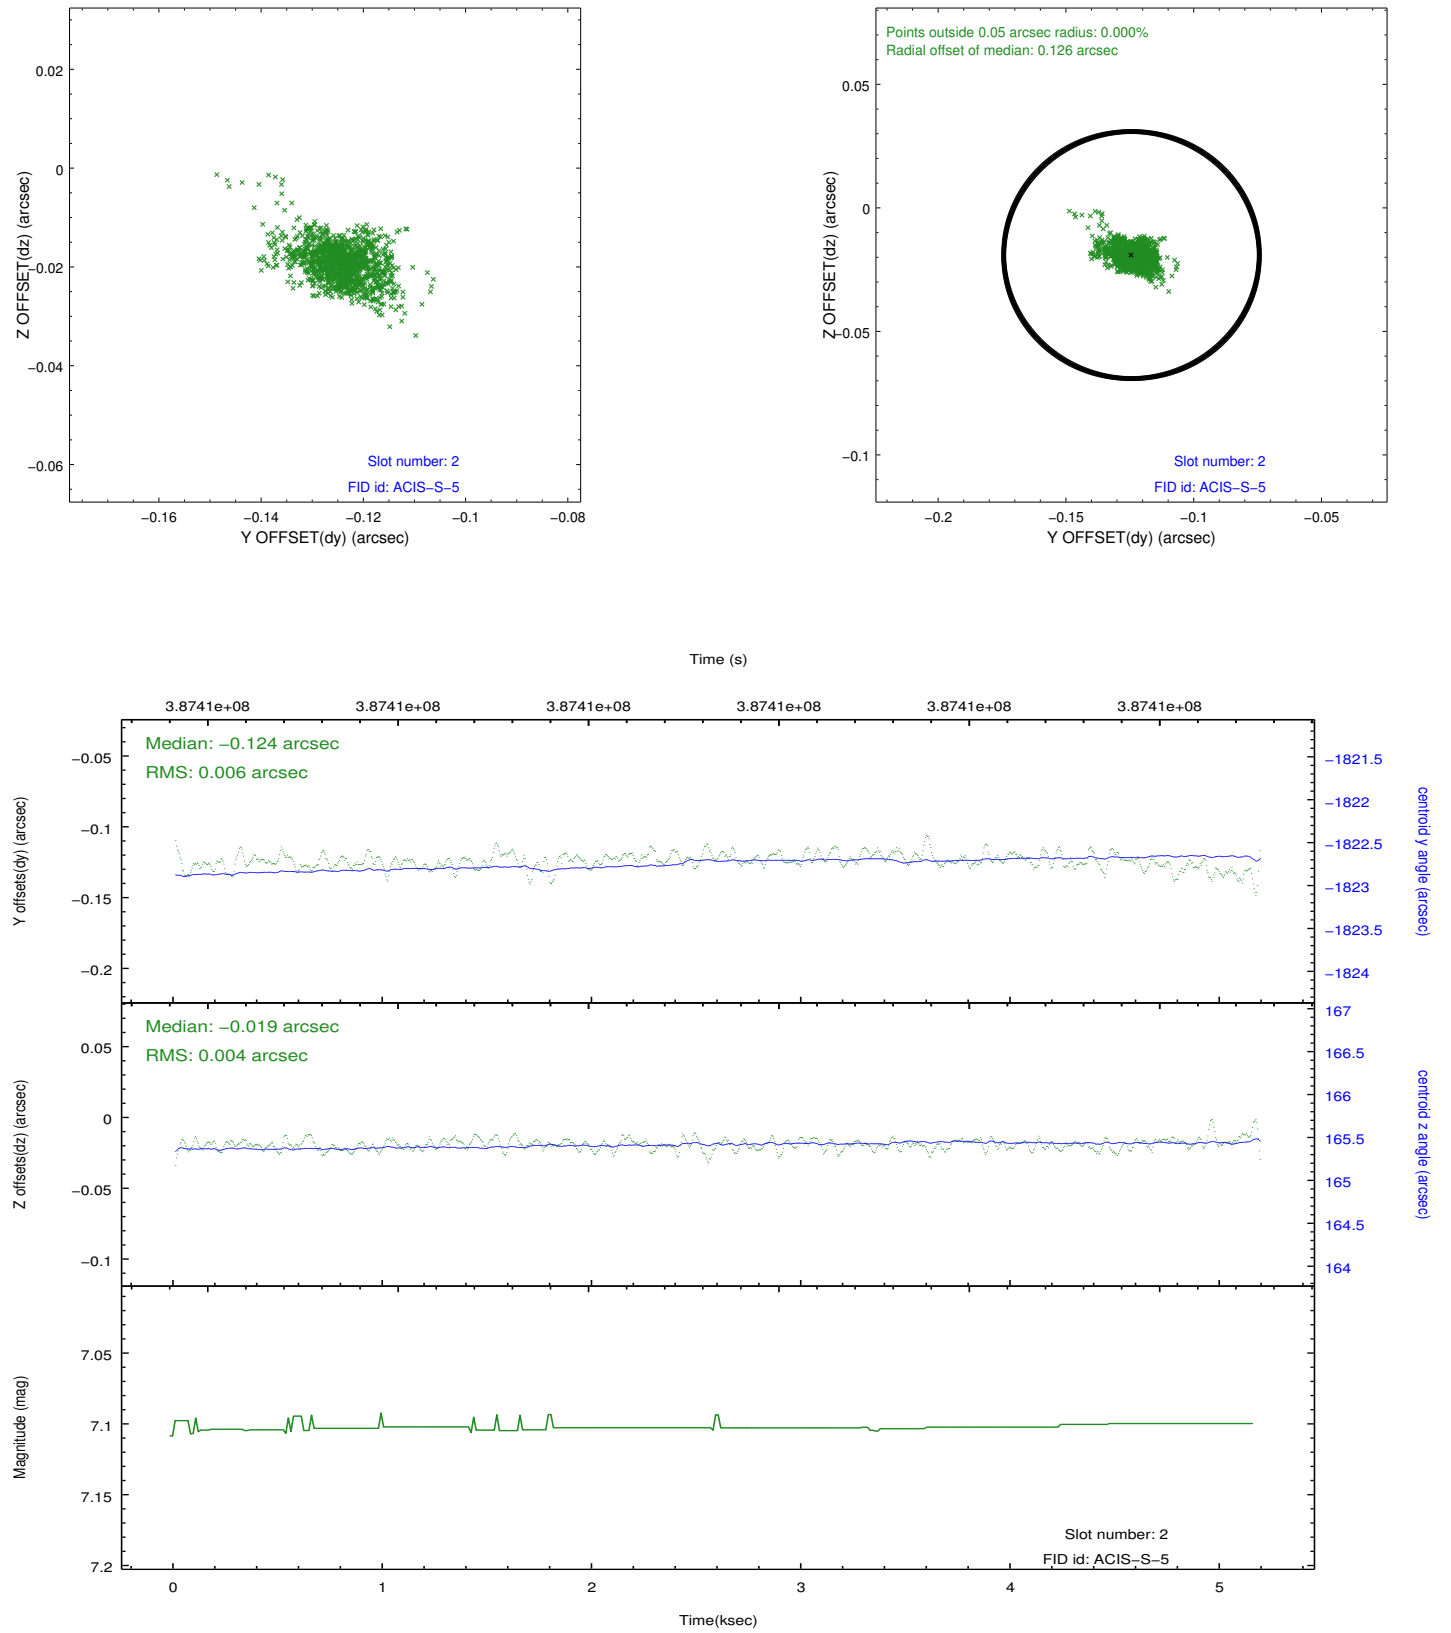 0.02
0
−0.02
−0.04
−0.06
Z OFFSET(dz) (arcsec)
Slot number: 2
FID id: ACIS−S−5
−0.16 −0.14 −0.12 −0.1 −0.08
Y OFFSET(dy) (arcsec)
Points outside 0.05 arcsec radius: 0.000%
Radial offset of median: 0.126 arcsec
0.05
0
−0.05
−0.1
Z OFFSET(dz) (arcsec)
Slot number: 2
FID id: ACIS−S−5
−0.2 −0.15 −0.1 −0.05
Y OFFSET(dy) (arcsec)
Time (s)
3.8741e+08 3.8741e+08 3.8741e+08 3.8741e+08 3.8741e+08 3.8741e+08
Median: −0.124 arcsec
RMS: 0.006 arcsec
−0.05
−0.1
−0.15
−0.2
Y offsets(dy) (arcsec)
−1821.5
−1822
−1822.5
−1823
−1823.5
−1824
centroid y angle (arcsec)
Median: −0.019 arcsec
RMS: 0.004 arcsec
0.05
0
−0.05
−0.1
Z offsets(dz) (arcsec)
167
166.5
166
165.5
165
164.5
164
centroid z angle (arcsec)
7.05
7.1
7.15
7.2
Magnitude (mag)
Slot number: 2
FID id: ACIS−S−5
0 1 2 3 4 5
Time(ksec)